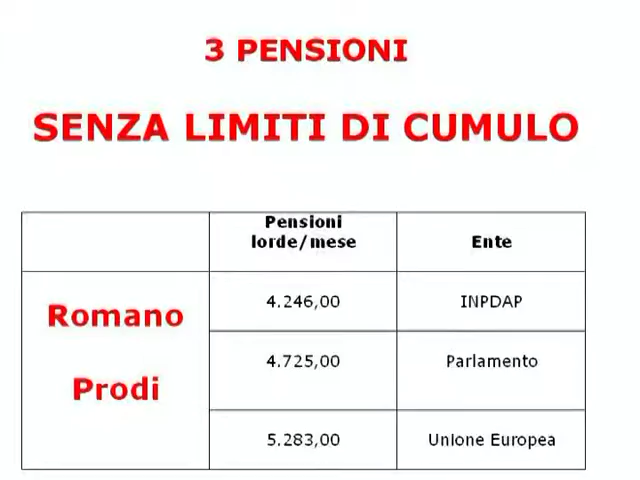 3 PENSIONI
SENZA LIMITI DI CUMULO
Pensioni
lorde/mese
Ente
Romano
Prodi
4.246,00
INPDAP
4.725,00
Parlamento
5.283,00
Unione Europea